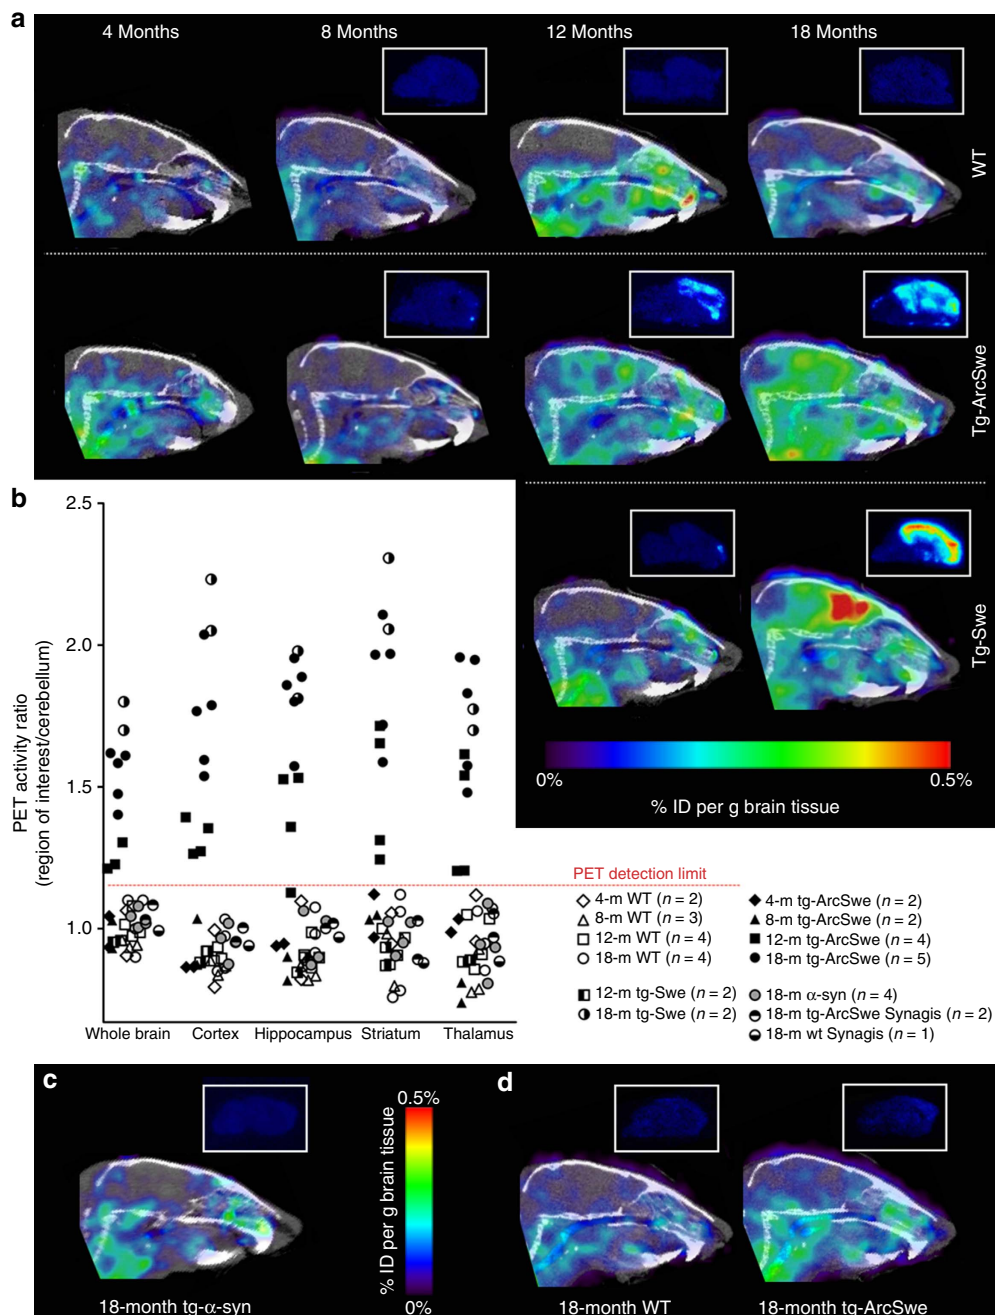 a
4 Months
8 Months
12 Months
18 Months
WT
Tg-ArcSwe
Tg-Swe
0%
0.5%
% ID per g brain tissue
b
PET activity ratio
(region of interest/cerebellum)
2.5
2.0
1.5
1.0
Whole brain
Cortex
Hippocampus
Striatum
Thalamus
PET detection limit
4-m WT (n = 2)
8-m WT (n = 3)
12-m WT (n = 4)
18-m WT (n = 4)
12-m tg-Swe (n = 2)
18-m tg-Swe (n = 2)
4-m tg-ArcSwe (n = 2)
8-m tg-ArcSwe (n = 2)
12-m tg-ArcSwe (n = 4)
18-m tg-ArcSwe (n = 5)
18-m α-syn (n = 4)
18-m tg-ArcSwe Synagis (n = 2)
18-m wt Synagis (n = 1)
c
0.5%
% ID per g brain tissue
0%
18-month tg-α-syn
d
18-month WT
18-month tg-ArcSwe